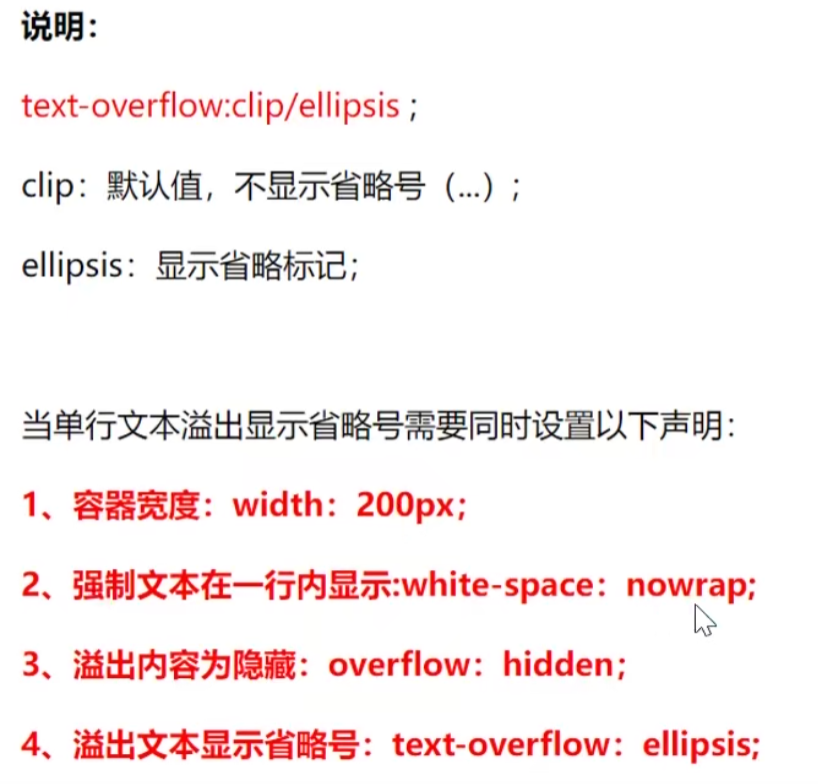 说明：
text-overflow:clip/ellipsis ;
clip：默认值，不显示省略号（...）;
ellipsis：显示省略标记;
当单行文本溢出显示省略号需要同时设置以下声明：
1、容器宽度：width：200px;
2、强制文本在一行内显示:white-space：nowrap;
3、溢出内容为隐藏：overflow：hidden;
4、溢出文本显示省略号：text-overflow：ellipsis;